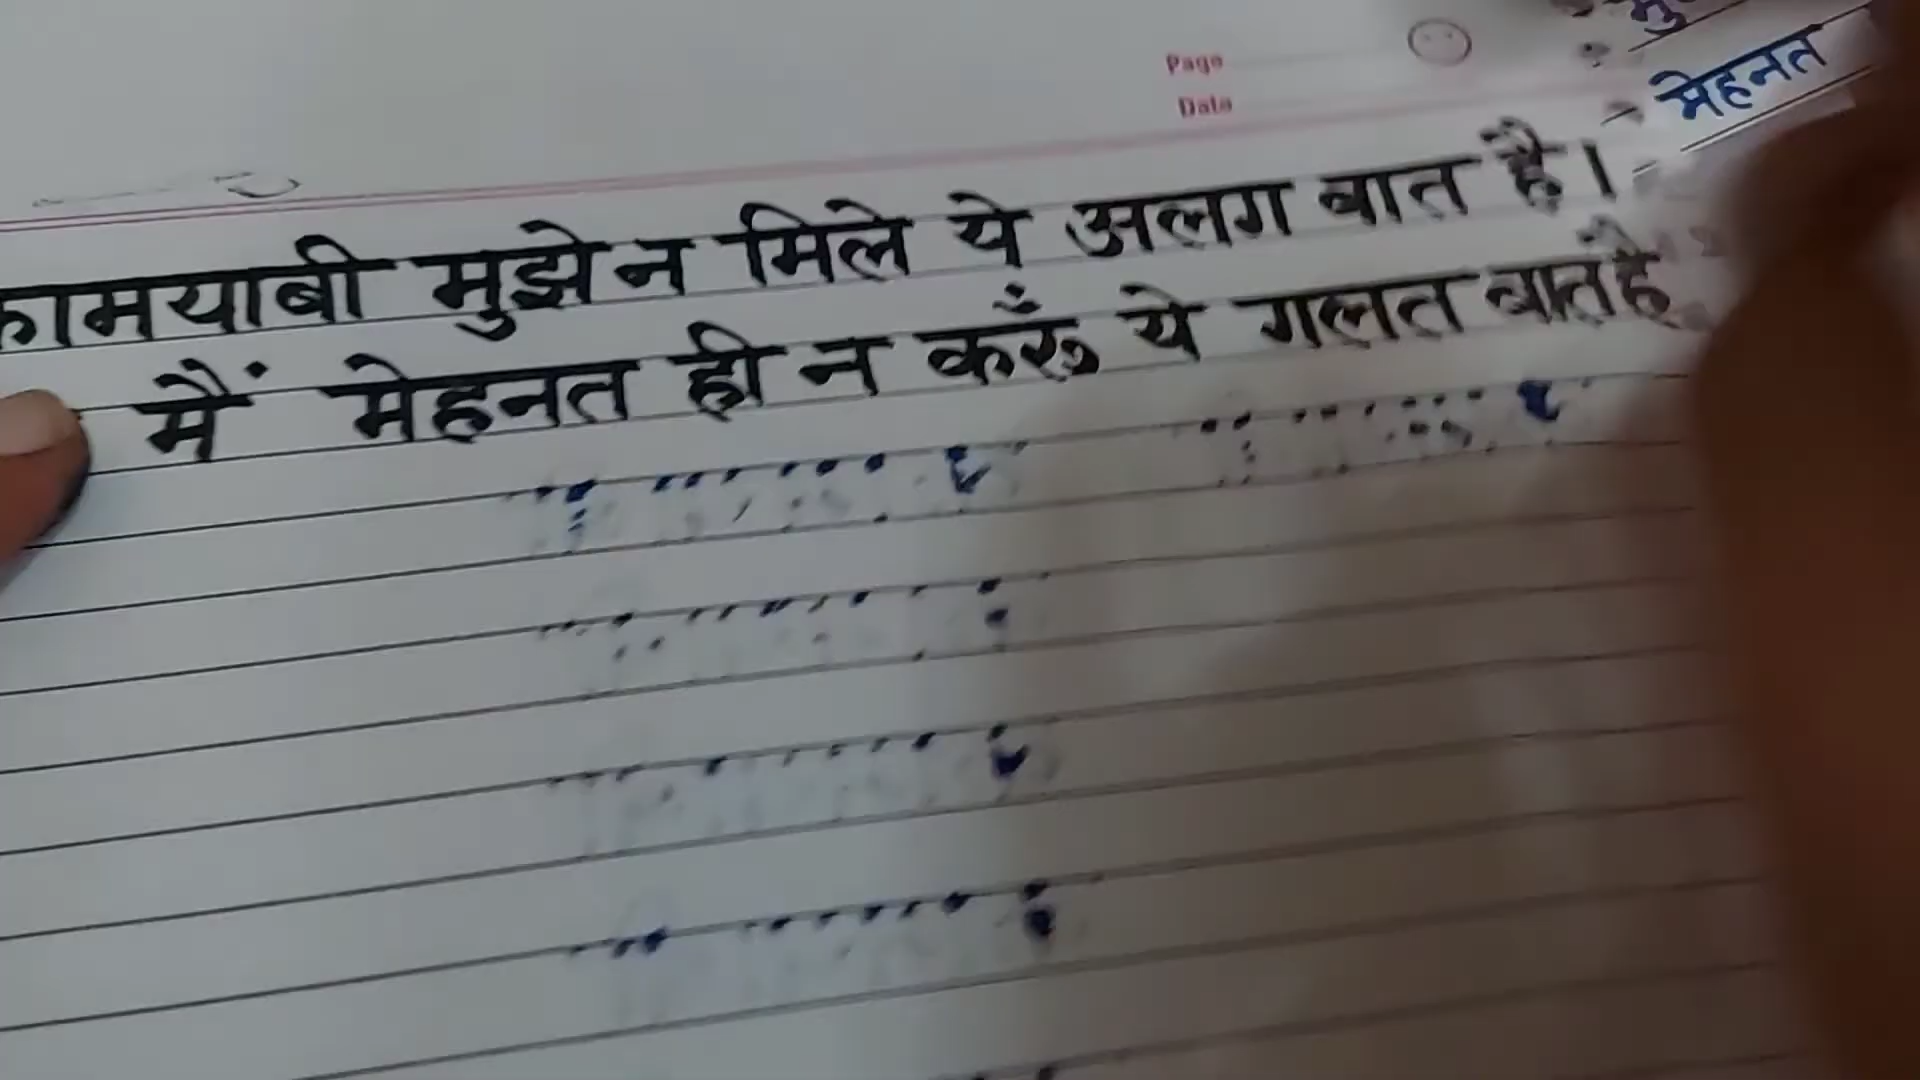 Page
Date
मेहनत
कामयाबी मुझे न मिले ये अलग बात है।
मैं मेहनत ही न करूँ ये गलत बात है